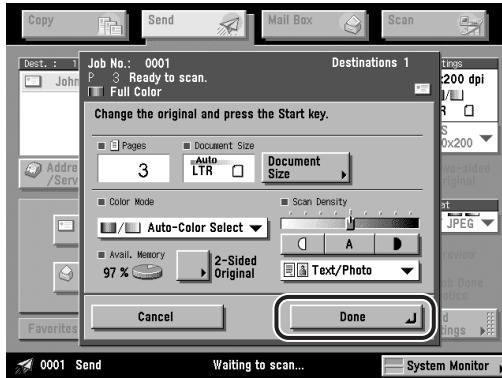 Copy
Send
Mail Box
Scan
Dest. : 1
John
Job No.: 0001
Destinations 1
P 3 Ready to scan.
Full Color
Change the original and press the Start key.
Pages
3
Document Size
Auto
LTR
Document
Size
Color Mode
Auto-Color Select
Scan Density
A
Avail. Memory
97 %
2-Sided
Original
Text/Photo
Cancel
Done
200 dpi
0x200
JPEG
Addre
/Serv
Favorites
0001 Send
Waiting to scan...
System Monitor